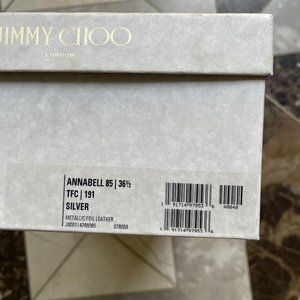 JIMMY CHOO
LONDON
ANNABELL 85 | 36½
TFC | 191
SILVER
METALLIC FOIL LEATHER